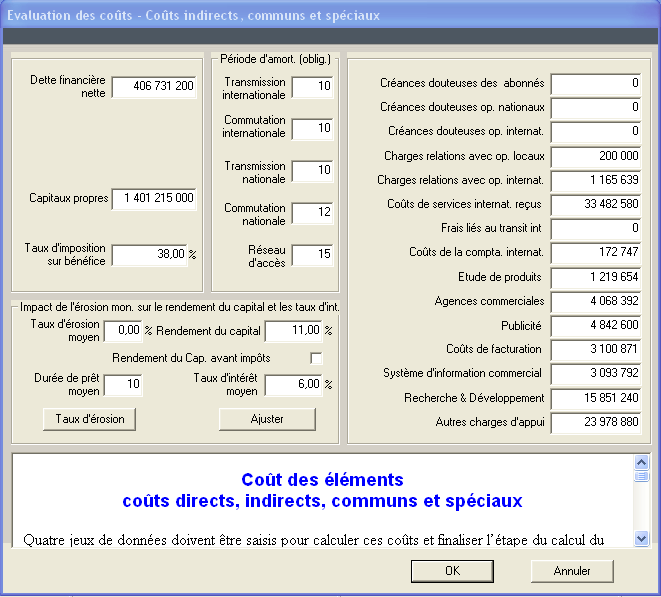 Evaluation des coûts - Coûts indirects, communs et spéciaux
Dette financière
nette
406 731 200
Capitaux propres
1 401 215 000
Taux d'imposition
sur bénéfice
38,00 %
Période d'amort. (oblig.)
Transmission
internationale
10
Commutation
internationale
10
Transmission
nationale
10
Commutation
nationale
12
Réseau
d'accès
15
Créances douteuses des abonnés 0
Créances douteuses op. nationaux 0
Créances douteuses op. internat. 0
Charges relations avec op. locaux 200 000
Charges relations avec op. internat. 1 165 639
Coûts de services internat. reçus 33 482 580
Frais liés au transit int 0
Coûts de la compta. internat. 172 747
Etude de produits 1 219 654
Agences commerciales 4 068 392
Publicité 4 842 600
Coûts de facturation 3 100 871
Système d'information commercial 3 093 792
Recherche & Développement 15 851 240
Autres charges d'appui 23 978 880
Impact de l'érosion mon. sur le rendement du capital et les taux d'int.
Taux d'érosion
moyen
0,00 %
Rendement du capital 11,00 %
Rendement du Cap. avant impôts
Durée de prêt
moyen
10
Taux d'intérêt
moyen
6,00 %
Taux d'érosion
Ajuster
Coût des éléments
coûts directs, indirects, communs et spéciaux
Quatre jeux de données doivent être saisis pour calculer ces coûts et finaliser l'étape du calcul du
OK
Annuler